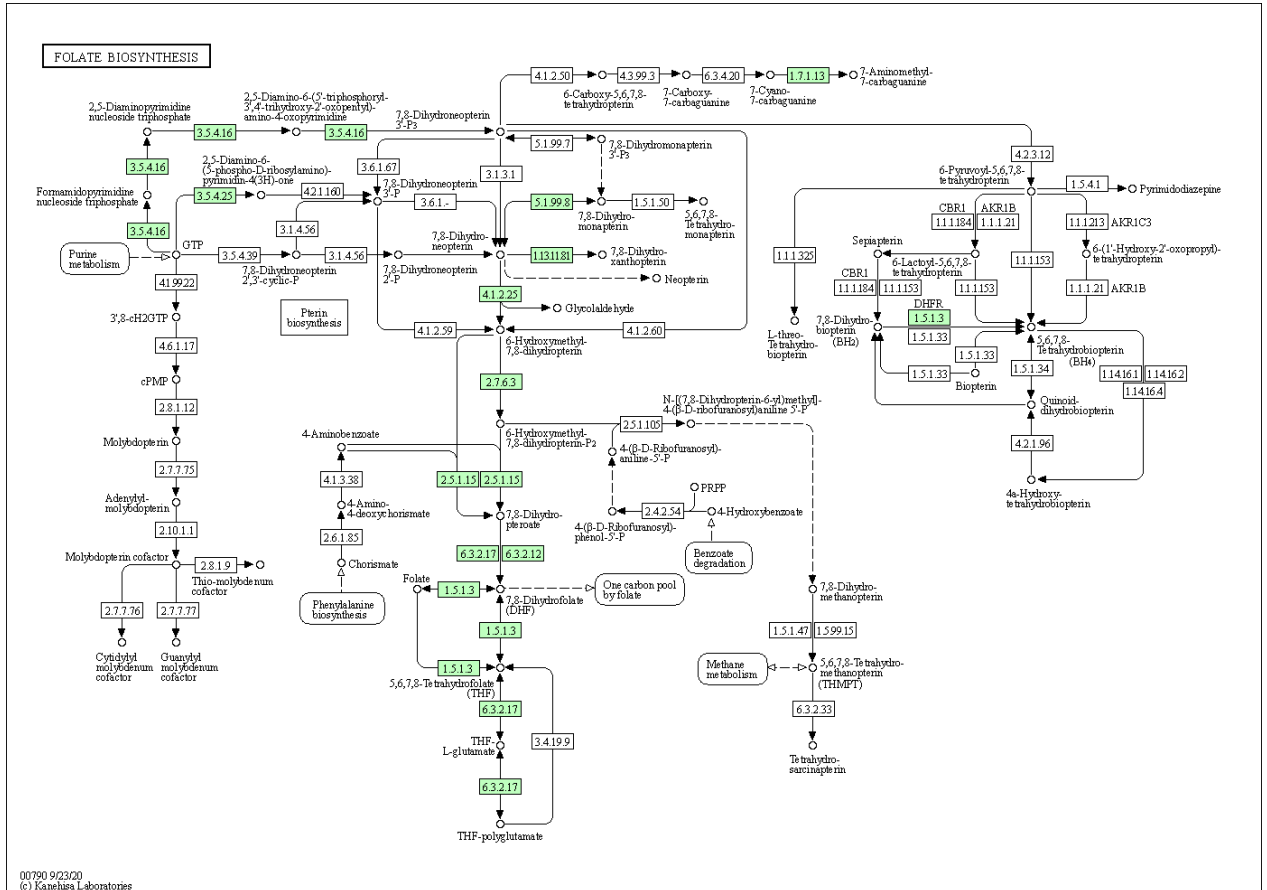 FOLATE BIOSYNTHESIS
4.1.2.50
4.3.99.3
6.3.4.20
1.7.1.13
7-Aminomethyl-
7-carbaguanine
6-Carboxy-5,6,7,8-
tetrahydropterin
7-Carboxy-
7-carbaguanine
7-Cyano-
7-carbaguanine
2,5-Diaminopyrimidine
nucleoside triphosphate
2,5-Diamino-6-(5'-triphosphoryl-
3',4'-trihydroxy-2'-oxopentyl)-
amino-4-oxopyrimidine
7,8-Dihydroneopterin
3'-P3
3.5.4.16
3.5.4.16
5.1.99.7
7,8-Dihydromonapterin
3'-P3
3.5.4.16
2,5-Diamino-6-
(5-phospho-D-ribosylamino)-
pyrimidin-4(3H)-one
3.6.1.67
3.1.3.1
4.2.3.12
6-Pyruvoyl-5,6,7,8-
tetrahydropterin
1.5.4.1
Pyrimidodiazepine
Formamidopyrimidine
nucleoside triphosphate
3.5.4.25
4.2.1.160
7,8-Dihydroneopterin
3'-P
3.6.1.-
5.1.99.8
7,8-Dihydro-
monapterin
1.5.1.50
5,6,7,8-
Tetrahydro-
monapterin
CBR1
AKR1B
1.1.1.184
1.1.1.21
1.1.1.213
AKR1C3
3.5.4.16
GTP
3.1.4.56
7,8-Dihydro-
neopterin
Sepiapterin
6-Lactoyl-5,6,7,8-
tetrahydropterin
6-(1'-Hydroxy-2'-oxopropyl)-
tetrahydropterin
Purine
metabolism
3.5.4.39
7,8-Dihydroneopterin
2',3'-cyclic-P
3.1.4.56
7,8-Dihydroneopterin
2'-P
1.13.11.81
7,8-Dihydro-
xanthopterin
Neopterin
1.1.1.325
1.1.1.153
CBR1
1.1.1.184
1.1.1.153
1.1.1.153
1.1.1.21
AKR1B
4.1.99.22
3',8-cH2GTP
Pterin
biosynthesis
4.1.2.25
Glycolaldehyde
DHFR
1.5.1.3
1.5.1.33
L-threo-
Tetrahydro-
biopterin
7,8-Dihydro-
biopterin
(BH2)
5,6,7,8-
Tetrahydrobiopterin
(BH4)
4.1.2.59
4.1.2.60
6-Hydroxymethyl-
7,8-dihydropterin
4.6.1.17
cPMP
1.5.1.33
1.5.1.33
Biopterin
1.5.1.34
1.14.16.1
1.14.16.2
1.14.16.4
2.7.6.3
2.8.1.12
Quinoid-
dihydrobiopterin
N-[(7,8-Dihydropterin-6-yl)methyl]-
4-(β-D-ribofuranosyl)aniline 5'-P
Molybdopterin
4-Aminobenzoate
6-Hydroxymethyl-
7,8-dihydropterin-P2
2.5.1.105
4.2.1.96
4-(β-D-Ribofuranosyl)-
aniline-5'-P
2.7.7.75
4.1.3.38
2.5.1.15
2.5.1.15
PRPP
4a-Hydroxy-
tetrahydrobiopterin
Adenylyl-
molybdopterin
4-Amino-
4-deoxychorismate
7,8-Dihydro-
pteroate
2.4.2.54
4-Hydroxybenzoate
4-(β-D-Ribofuranosyl)-
phenol-5'-P
2.10.1.1
2.6.1.85
6.3.2.17
6.3.2.12
Benzoate
degradation
Molybdopterin cofactor
2.8.1.9
Thio-molybdenum
cofactor
Chorismate
Folate
1.5.1.3
7,8-Dihydrofolate
(DHF)
One carbon pool
by folate
7,8-Dihydro-
methanopterin
2.7.7.76
2.7.7.77
Phenylalanine
biosynthesis
1.5.1.3
1.5.1.47
1.5.99.15
Cytidylyl
molybdenum
cofactor
Guanylyl
molybdenum
cofactor
1.5.1.3
5,6,7,8-Tetrahydrofolate
(THF)
Methane
metabolism
5,6,7,8-Tetrahydro-
methanopterin
(THMPT)
6.3.2.17
6.3.2.33
THF-
L-glutamate
3.4.19.9
Tetrahydro-
sarcinapterin
6.3.2.17
THF-polyglutamate
00790 9/23/20
(c) Kanehisa Laboratories